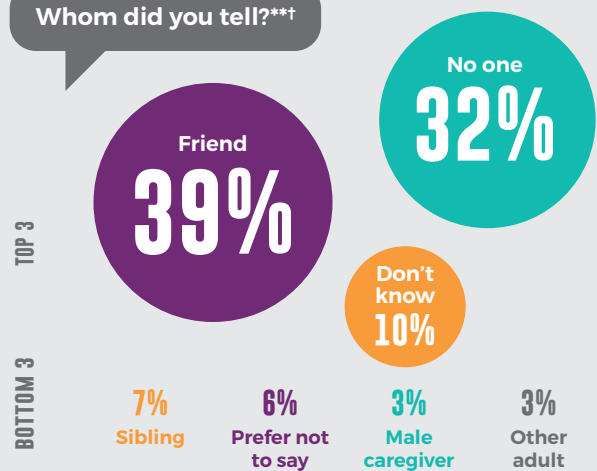 Whom did you tell?**†
No one
32%
Friend
39%
TOP 3
Don't
know
10%
BOTTOM 3
7%
Sibling
6%
Prefer not
to say
3%
Male
caregiver
3%
Other
adult